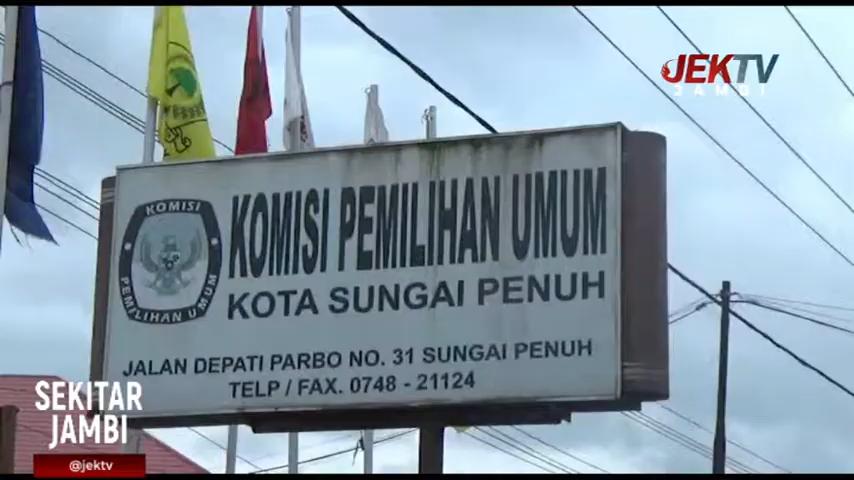 JEKTV
JAMBI
KOMISI
PEMILIHAN UMUM
KOMISI PEMILIHAN UMUM
KOTA SUNGAI PENUH
JALAN DEPATI PARBO NO. 31 SUNGAI PENUH
TELP / FAX. 0748 - 21124
SEKITAR
JAMBI
@jektv